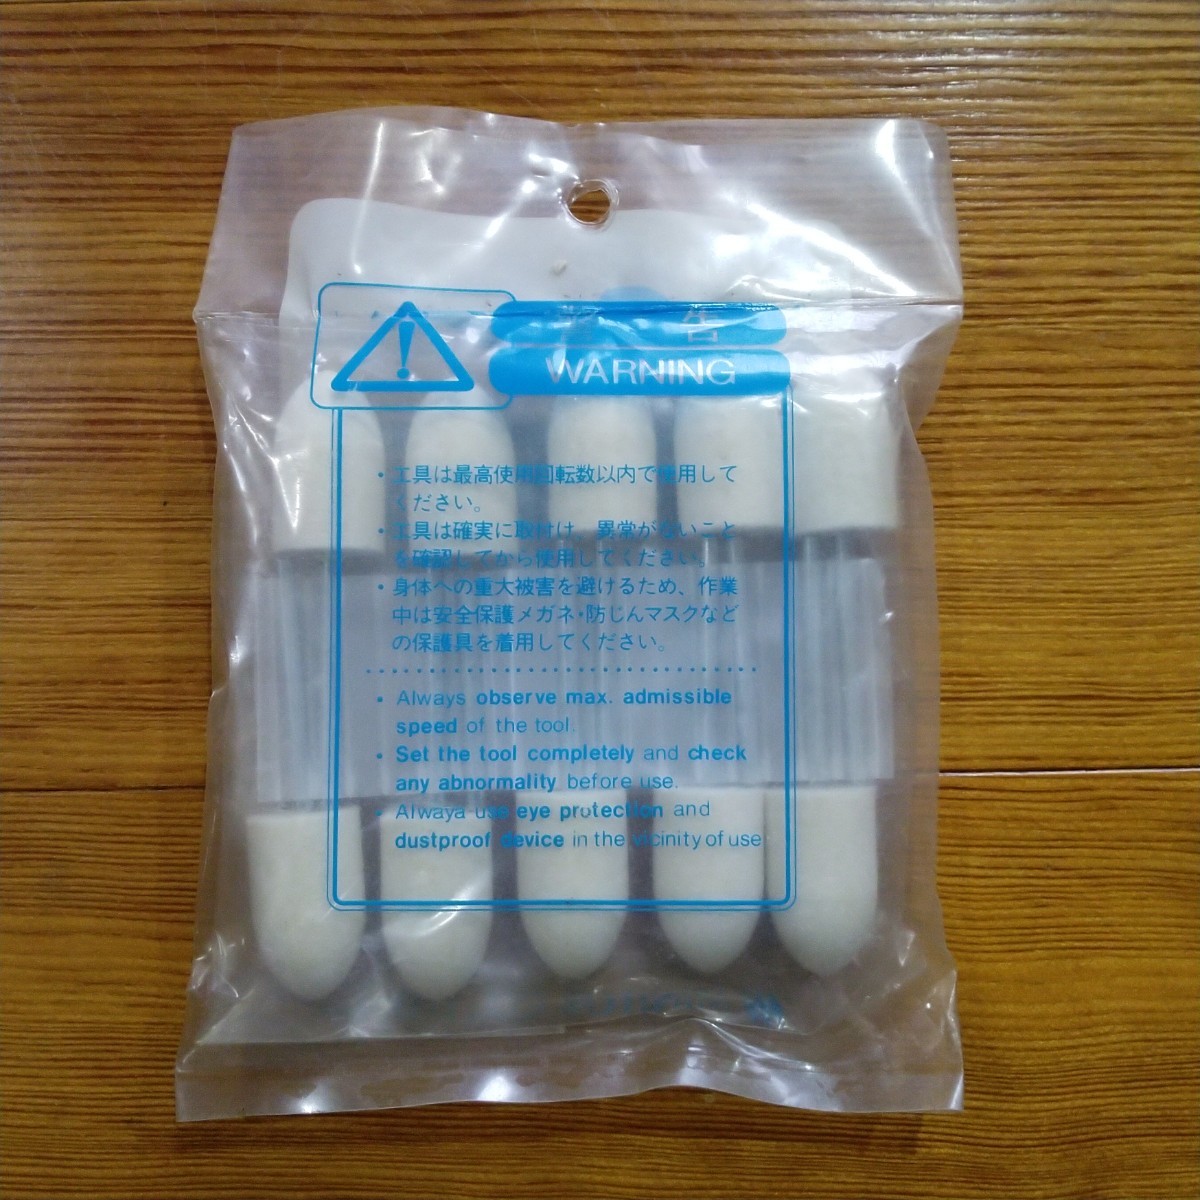 警告
WARNING
・工具は最高使用回転数以内で使用して
ください。
・工具は確実に取付け、異常がないこと
を確認してから使用してください。
・身体への重大被害を避けるため、作業
中は安全保護メガネ・防じんマスクなど
の保護具を着用してください。
• Always observe max. admissible
speed of the tool.
• Set the tool completely and check
any abnormality before use.
• Alwaya use eye protection and
dustproof device in the vicinity of use